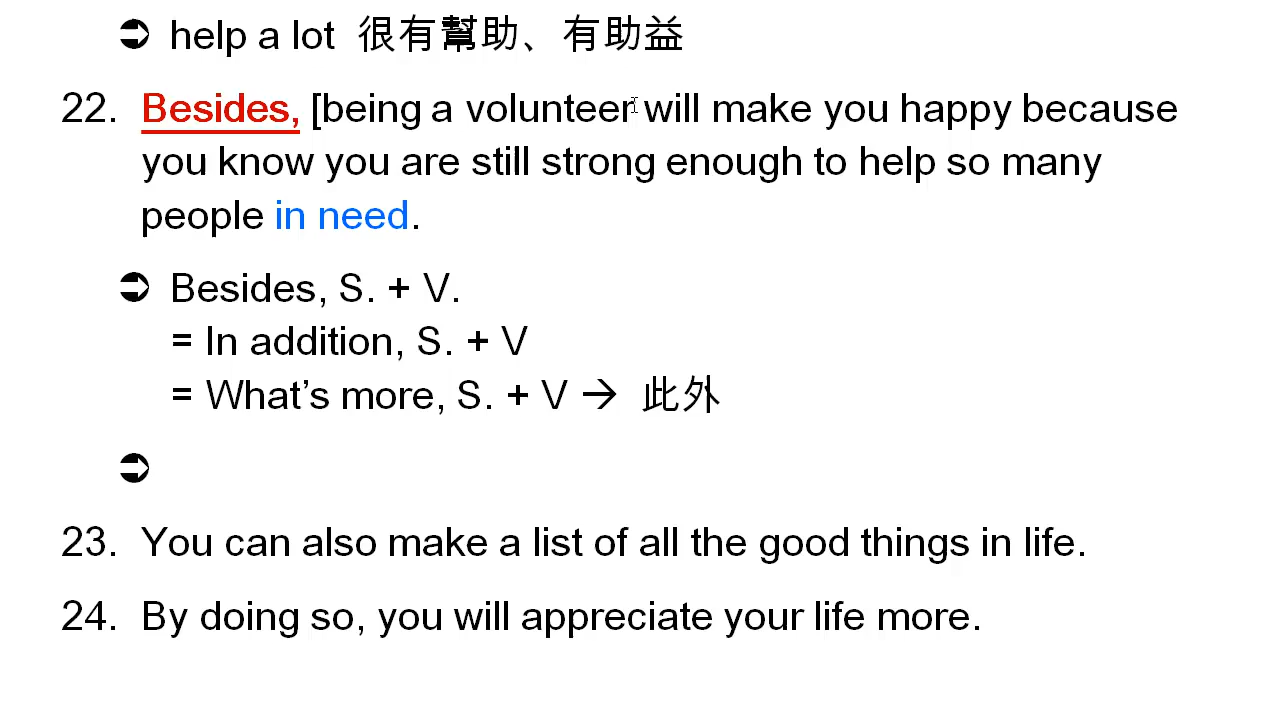 ➲ help a lot 很有幫助、有助益
22. Besides, [being a volunteer will make you happy because
you know you are still strong enough to help so many
people in need.
➲ Besides, S. + V.
= In addition, S. + V
= What’s more, S. + V → 此外
➲
23. You can also make a list of all the good things in life.
24. By doing so, you will appreciate your life more.